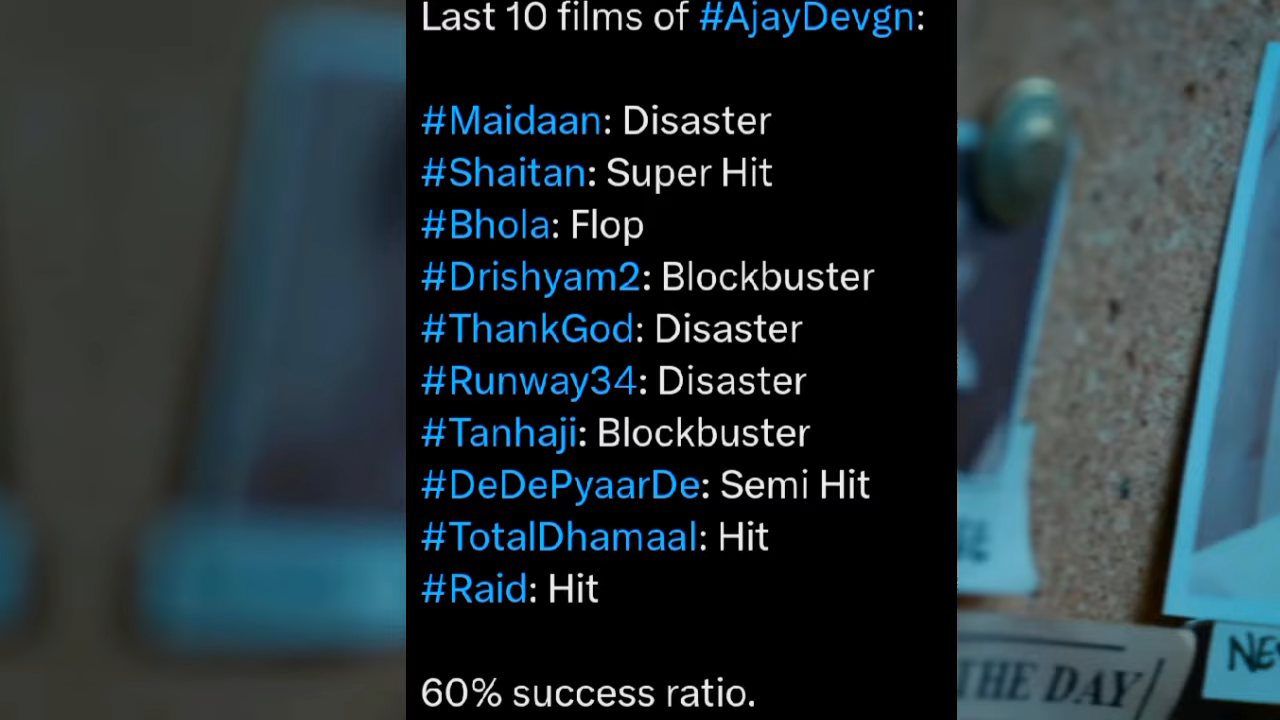 Last 10 films of #AjayDevgn:
#Maidaan: Disaster
#Shaitan: Super Hit
#Bhola: Flop
#Drishyam2: Blockbuster
#ThankGod: Disaster
#Runway34: Disaster
#Tanhaji: Blockbuster
#DeDePyaarDe: Semi Hit
#TotalDhamaal: Hit
#Raid: Hit
60% success ratio.
THE DAY